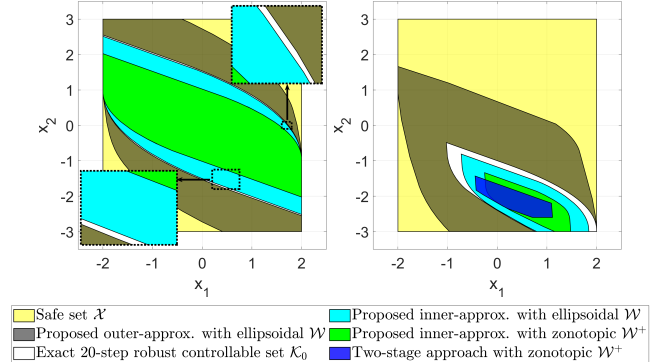 3
2
1
0
-1
-2
-3
x2
-2
-1
0
1
2
x1
3
2
1
0
-1
-2
-3
x2
-2
-1
0
1
2
x1
Safe set 𝒳
Proposed outer-approx. with ellipsoidal 𝒲
Exact 20-step robust controllable set 𝒦₀
Proposed inner-approx. with ellipsoidal 𝒲
Proposed inner-approx. with zonotopic 𝒲⁺
Two-stage approach with zonotopic 𝒲⁺